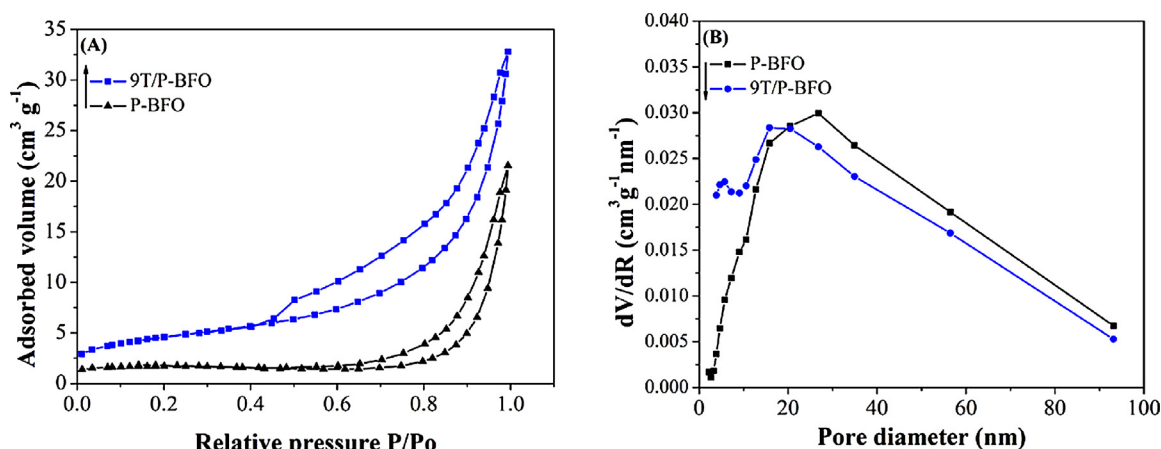 (A)
9T/P-BFO
P-BFO
Adsorbed volume (cm³ g⁻¹)
35
30
25
20
15
10
5
0
0.0 0.2 0.4 0.6 0.8 1.0
Relative pressure P/Po
(B)
P-BFO
9T/P-BFO
dV/dR (cm³g⁻¹nm⁻¹)
0.040
0.035
0.030
0.025
0.020
0.015
0.010
0.005
0.000
0 20 40 60 80 100
Pore diameter (nm)